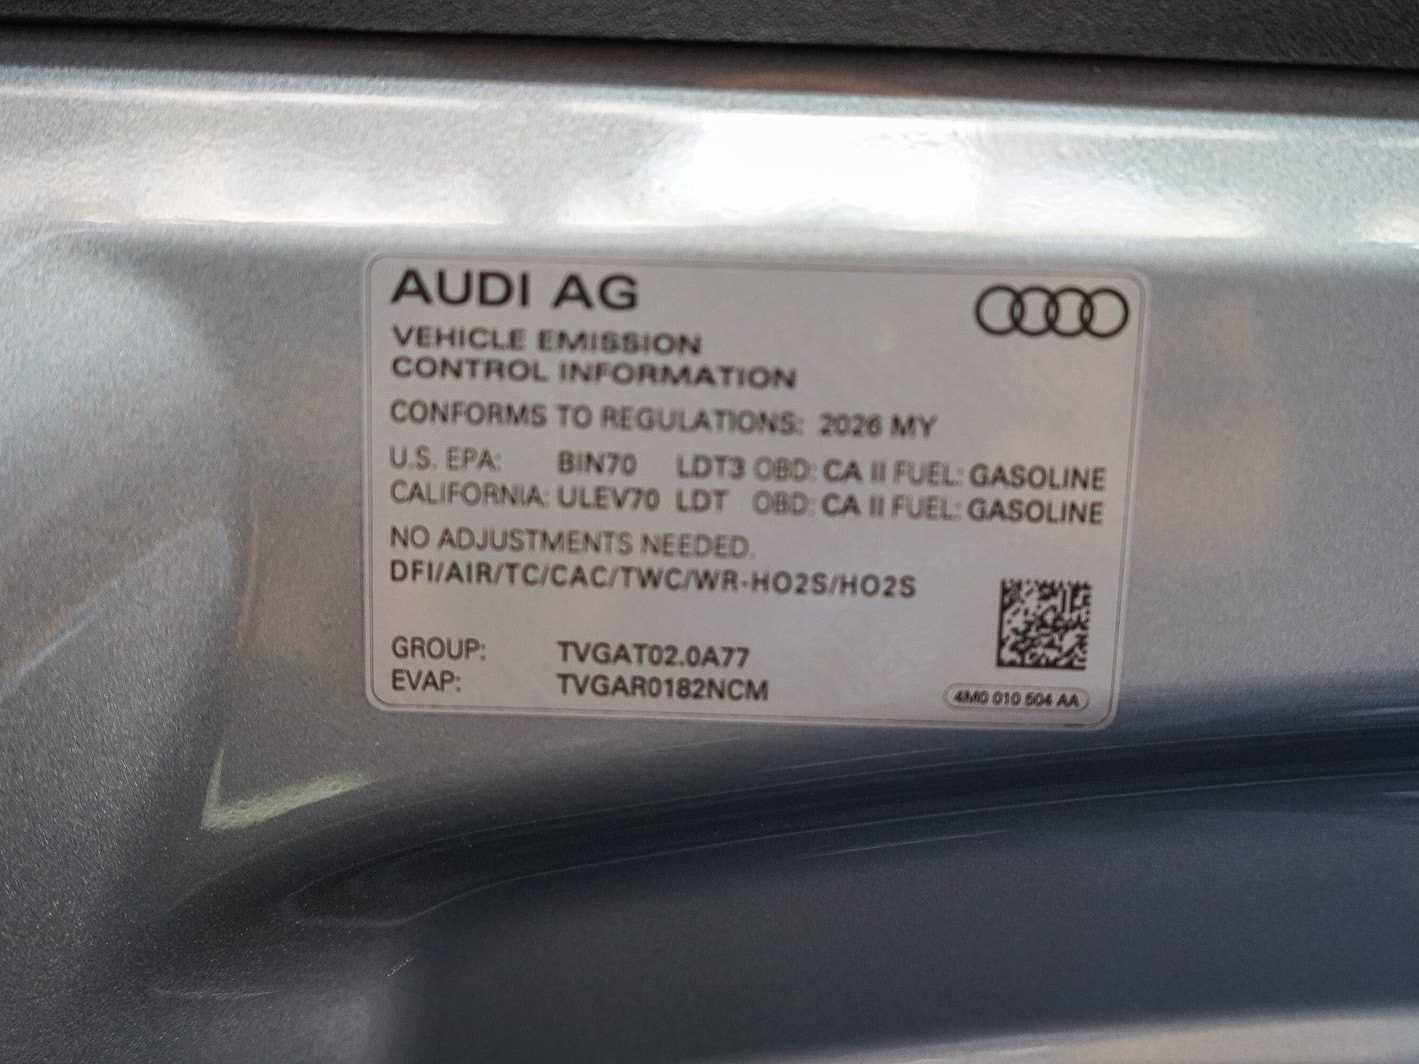 AUDI AG
VEHICLE EMISSION
CONTROL INFORMATION
CONFORMS TO REGULATIONS: 2026 MY
U.S. EPA: BIN70 LDT3 OBD: CA II FUEL: GASOLINE
CALIFORNIA: ULEV70 LDT OBD: CA II FUEL: GASOLINE
NO ADJUSTMENTS NEEDED.
DFI/AIR/TC/CAC/TWC/WR-HO2S/HO2S
GROUP: TVGAT02.0A77
EVAP: TVGAR0182NCM
4M0 010 504 AA